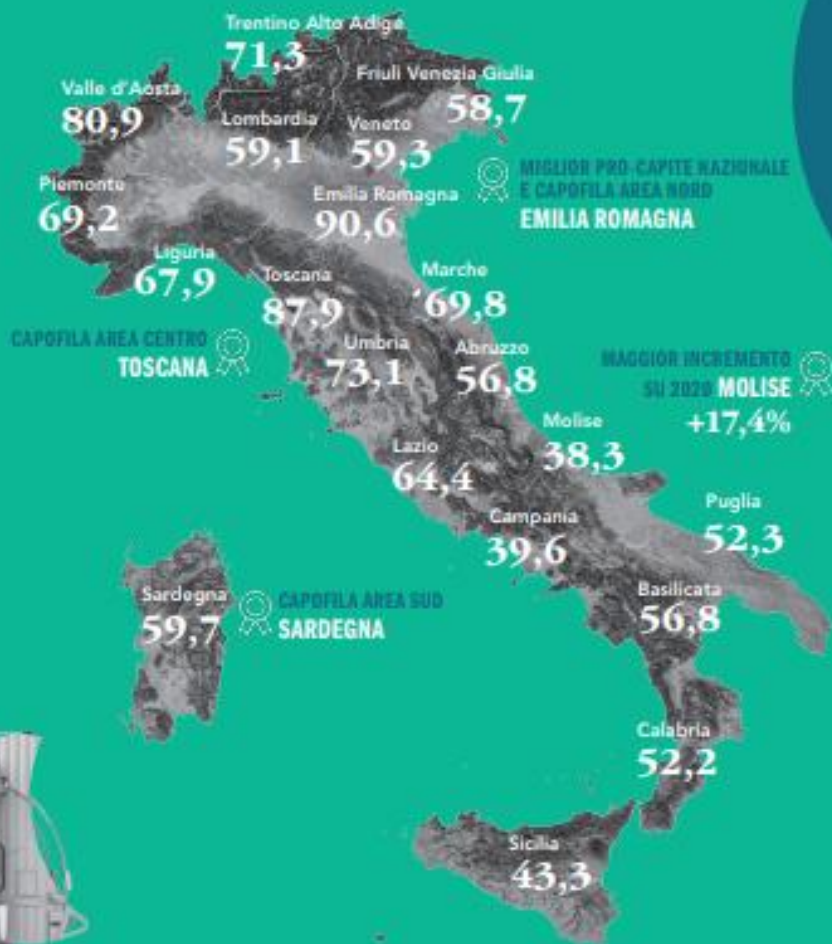 Trentino Alto Adige
71,3
Friuli Venezia Giulia
58,7
Valle d'Aosta
80,9
Lombardia
59,1
Veneto
59,3
MIGLIOR PRO-CAPITE NAZIONALE
E CAPOFILA AREA NORD
EMILIA ROMAGNA
Piemonte
69,2
Emilia Romagna
90,6
Liguria
67,9
Toscana
87,9
Marche
69,8
CAPOFILA AREA CENTRO
TOSCANA
Umbria
73,1
Abruzzo
56,8
MAGGIOR INCREMENTO
SU 2020 MOLISE
+17,4%
Molise
38,3
Lazio
64,4
Campania
39,6
Puglia
52,3
Sardegna
59,7
CAPOFILA AREA SUD
SARDEGNA
Basilicata
56,8
Calabria
52,2
Sicilia
43,3